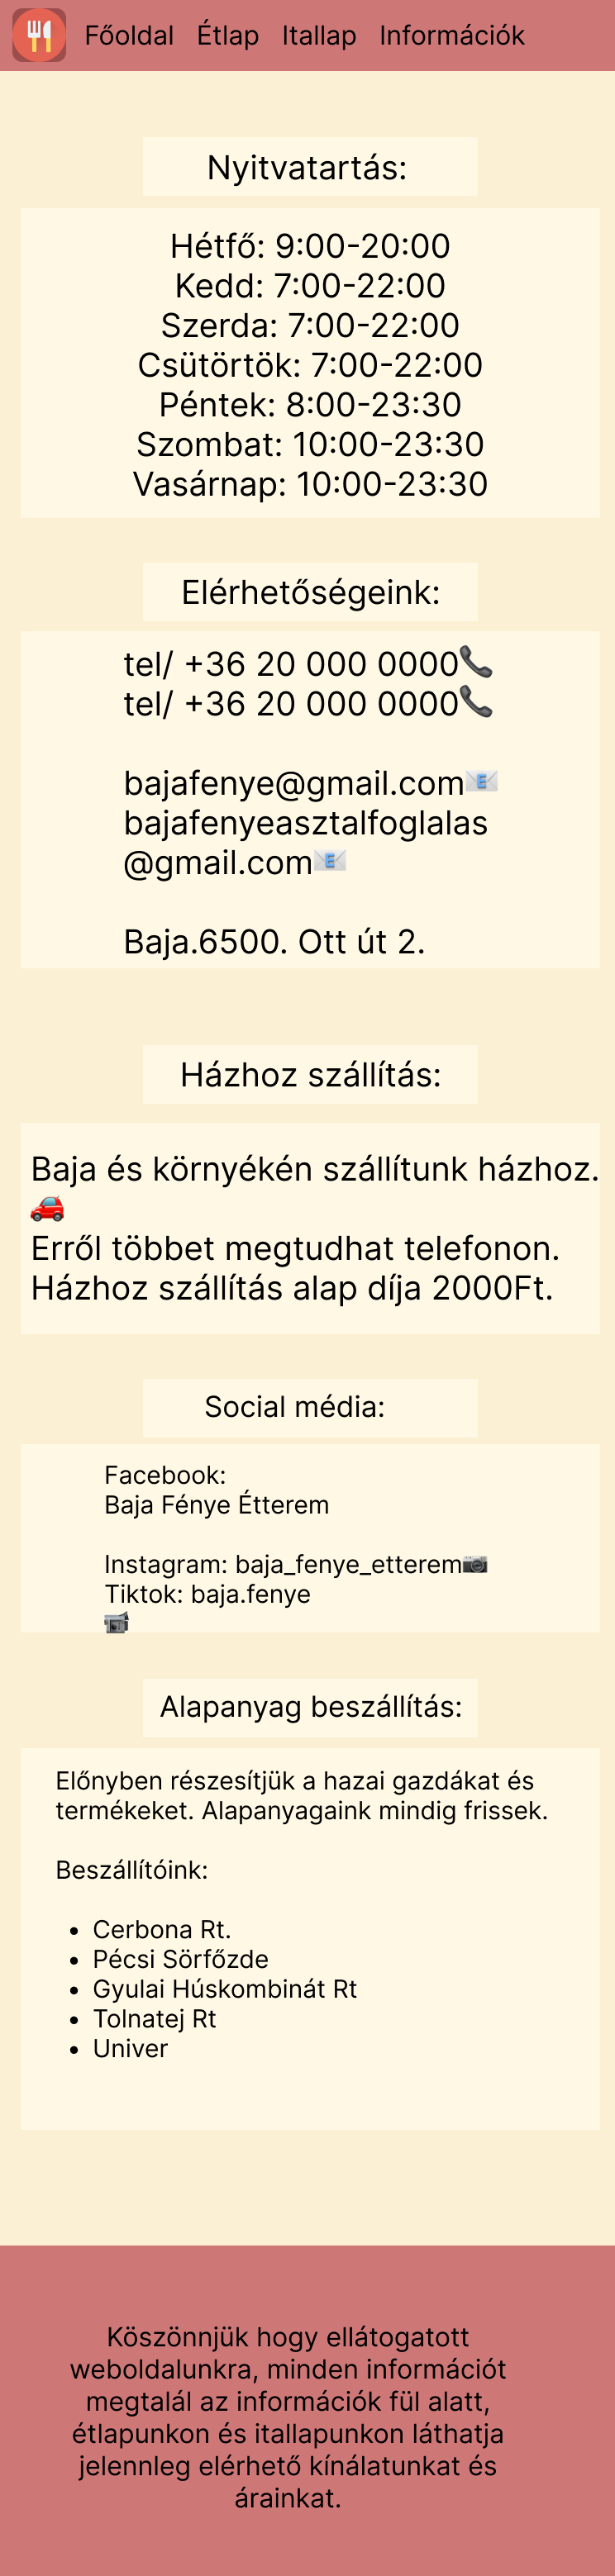 Főoldal Étlap Itallap Információk
Nyitvatartás:
Hétfő: 9:00-20:00
Kedd: 7:00-22:00
Szerda: 7:00-22:00
Csütörtök: 7:00-22:00
Péntek: 8:00-23:30
Szombat: 10:00-23:30
Vasárnap: 10:00-23:30
Elérhetőségeink:
tel/ +36 20 000 0000📞
tel/ +36 20 000 0000📞
bajafenye@gmail.com📧
bajafenyeasztalfoglalas
@gmail.com📧
Baja.6500. Ott út 2.
Házhoz szállítás:
Baja és környékén szállítunk házhoz.
🚗
Erről többet megtudhat telefonon.
Házhoz szállítás alap díja 2000Ft.
Social média:
Facebook:
Baja Fénye Étterem
Instagram: baja_fenye_etterem📷
Tiktok: baja.fenye
📹
Alapanyag beszállítás:
Előnyben részesítjük a hazai gazdákat és
termékeket. Alapanyagaink mindig frissek.
Beszállítóink:
• Cerbona Rt.
• Pécsi Sörfőzde
• Gyulai Húskombinát Rt
• Tolnatej Rt
• Univer
Köszönnjük hogy ellátogatott
weboldalunkra, minden információt
megtalál az információk fül alatt,
étlapunkon és itallapunkon láthatja
jelennleg elérhető kínálatunkat és
árainkat.